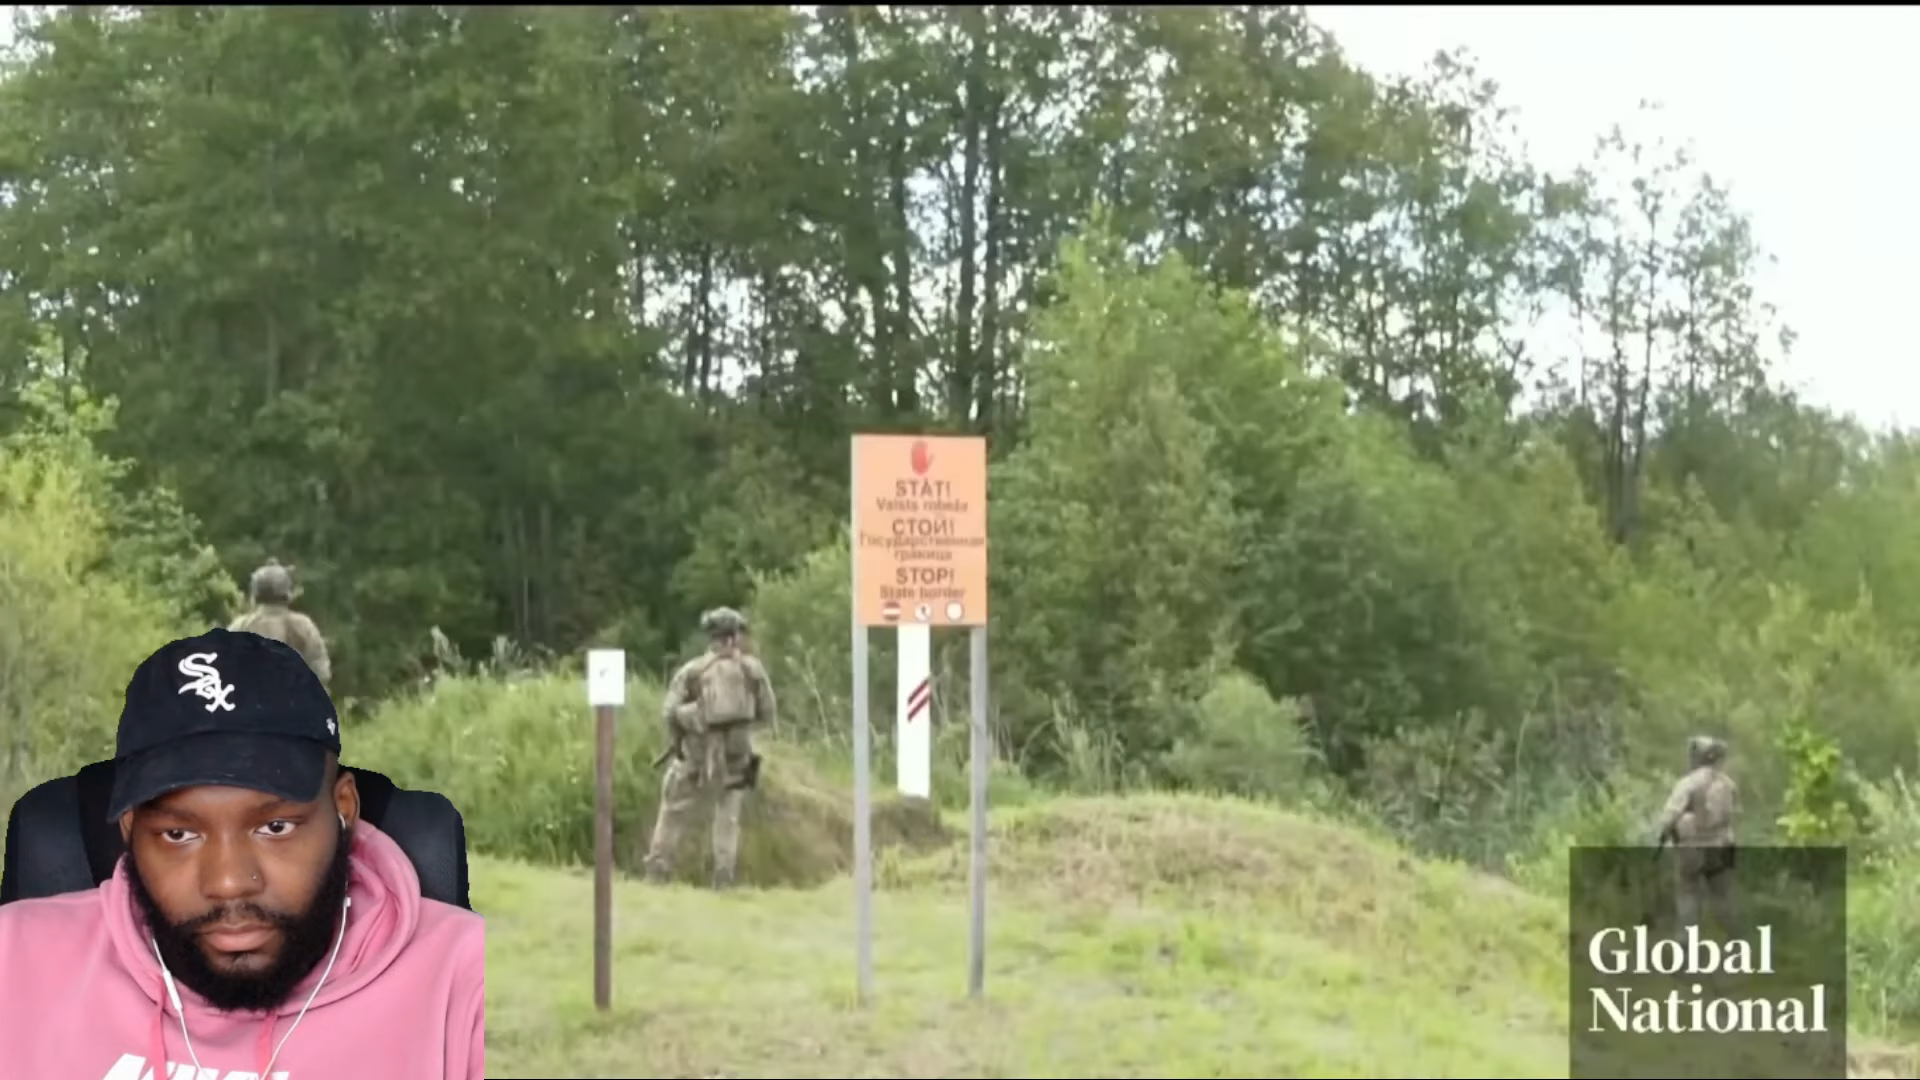 STĀT!
Valsts robeža
СТОЙ!
Государственная
граница
STOP!
State border
Sox
Global
National